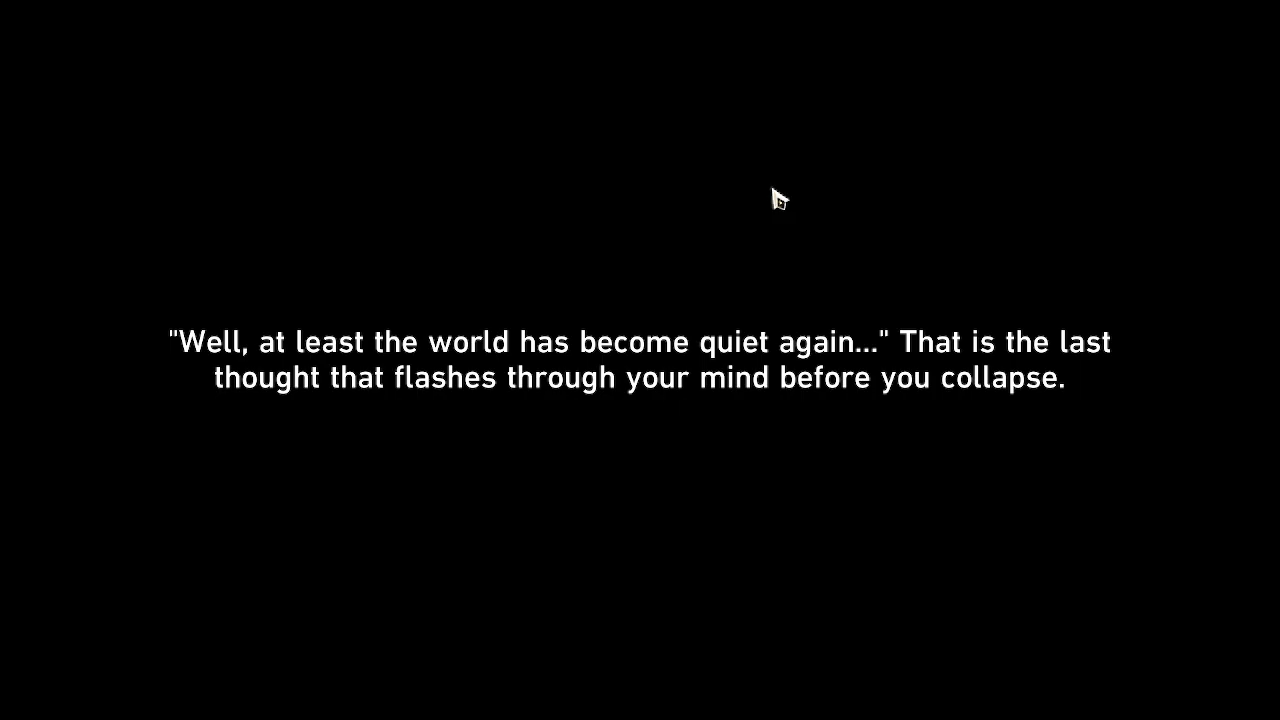 "Well, at least the world has become quiet again..." That is the last
thought that flashes through your mind before you collapse.